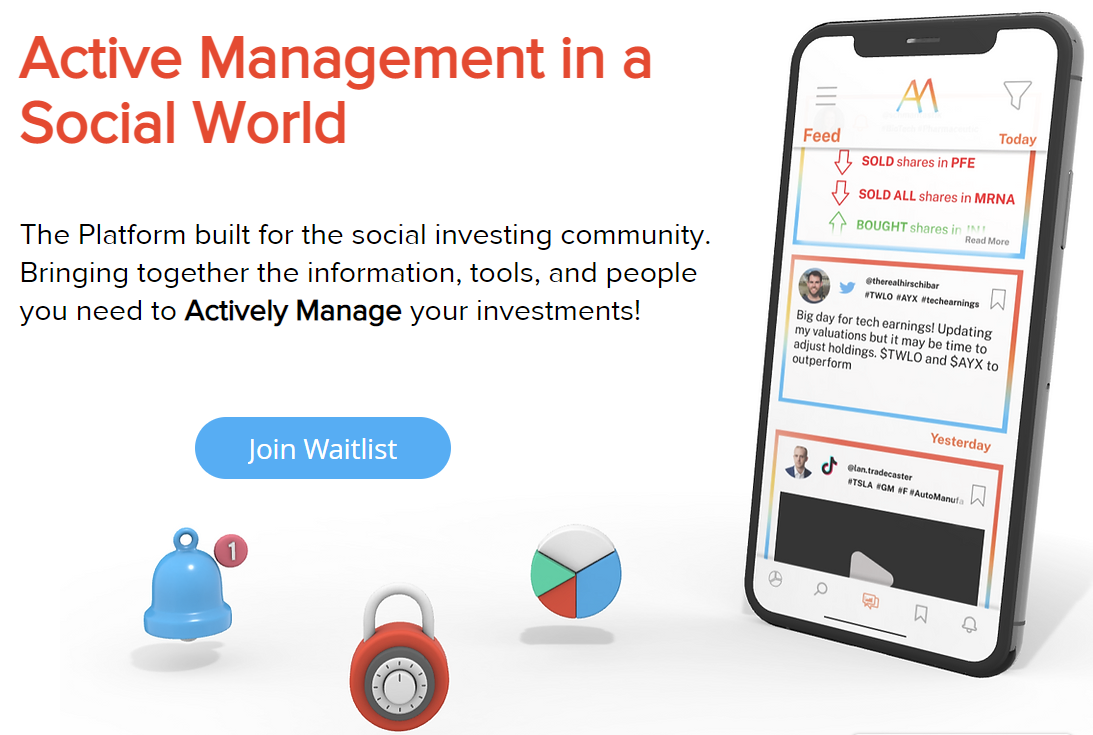 Active Management in a
Social World
The Platform built for the social investing community.
Bringing together the information, tools, and people
you need to Actively Manage your investments!
Join Waitlist
1
AM
Feed
Today
SOLD shares in PFE
SOLD ALL shares in MRNA
BOUGHT shares in JNJ
Read More
@therealhirschibar
#TWLO #AYX #techearnings
Big day for tech earnings! Updating
my valuations but it may be time to
adjust holdings. $TWLO and $AYX to
outperform
Yesterday
@Ian.tradecaster
#TSLA #GM #F #AutoManufa